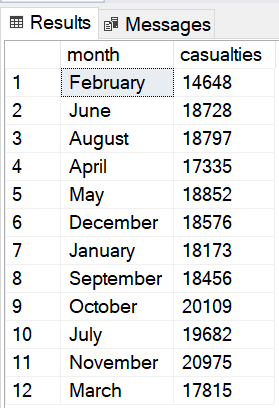 Results Messages
month casualties
1 February 14648
2 June 18728
3 August 18797
4 April 17335
5 May 18852
6 December 18576
7 January 18173
8 September 18456
9 October 20109
10 July 19682
11 November 20975
12 March 17815